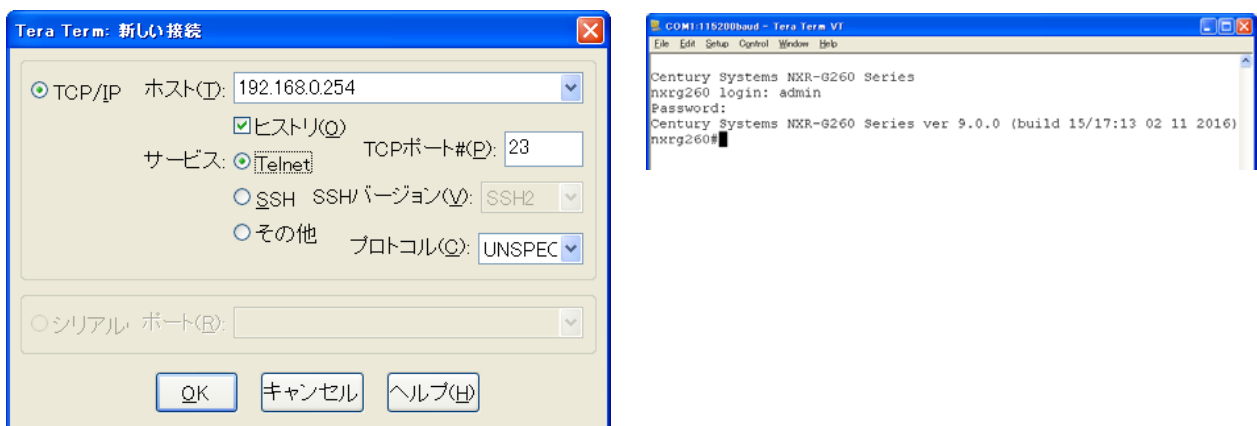 Tera Term: 新しい接続
TCP/IP ホスト(T): 192.168.0.254
ヒストリ(O)
サービス: Telnet TCPポート#(P): 23
SSH SSHバージョン(V): SSH2
その他 プロトコル(C): UNSPEC
シリアル ポート(R):
OK キャンセル ヘルプ(H)
COM1:115200baud - Tera Term VT
File Edit Setup Control Window Help
Century Systems NXR-G260 Series
nxrg260 login: admin
Password:
Century Systems NXR-G260 Series ver 9.0.0 (build 15/17:13 02 11 2016)
nxrg260#